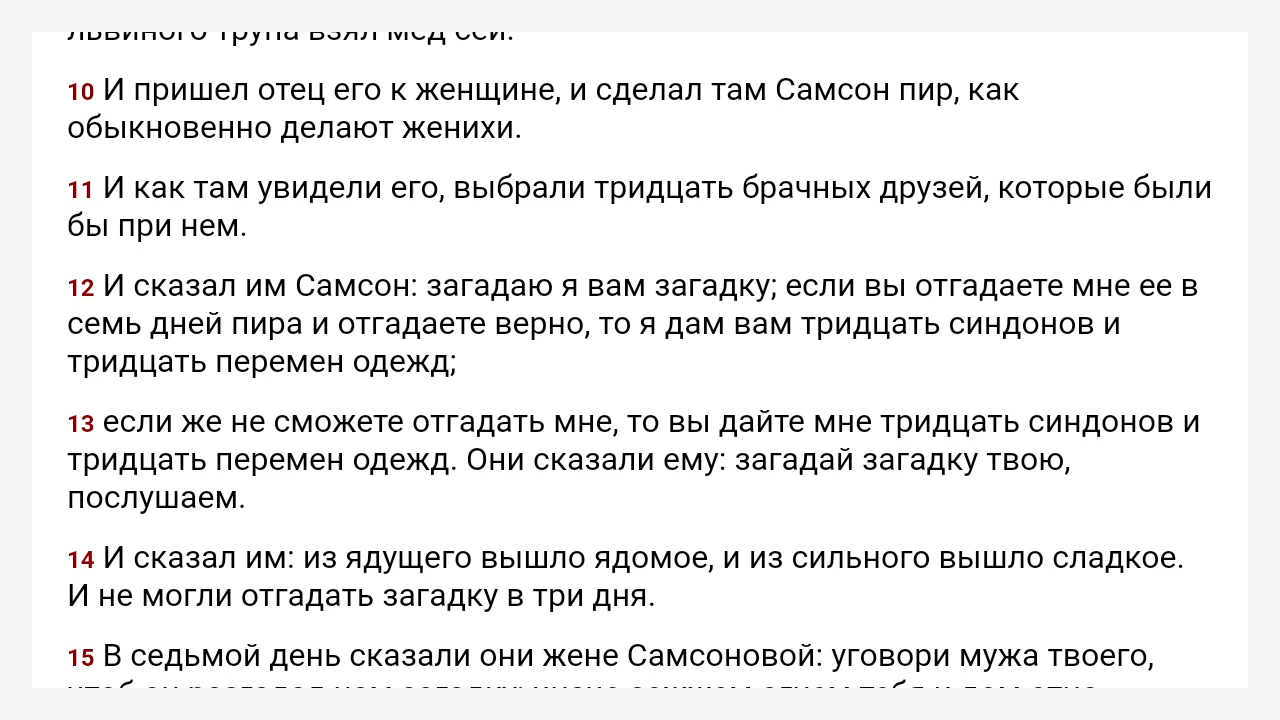 львиного трупа взял мед сей.
10 И пришел отец его к женщине, и сделал там Самсон пир, как
обыкновенно делают женихи.
11 И как там увидели его, выбрали тридцать брачных друзей, которые были
бы при нем.
12 И сказал им Самсон: загадаю я вам загадку; если вы отгадаете мне ее в
семь дней пира и отгадаете верно, то я дам вам тридцать синдонов и
тридцать перемен одежд;
13 если же не сможете отгадать мне, то вы дайте мне тридцать синдонов и
тридцать перемен одежд. Они сказали ему: загадай загадку твою,
послушаем.
14 И сказал им: из ядущего вышло ядомое, и из сильного вышло сладкое.
И не могли отгадать загадку в три дня.
15 В седьмой день сказали они жене Самсоновой: уговори мужа твоего,